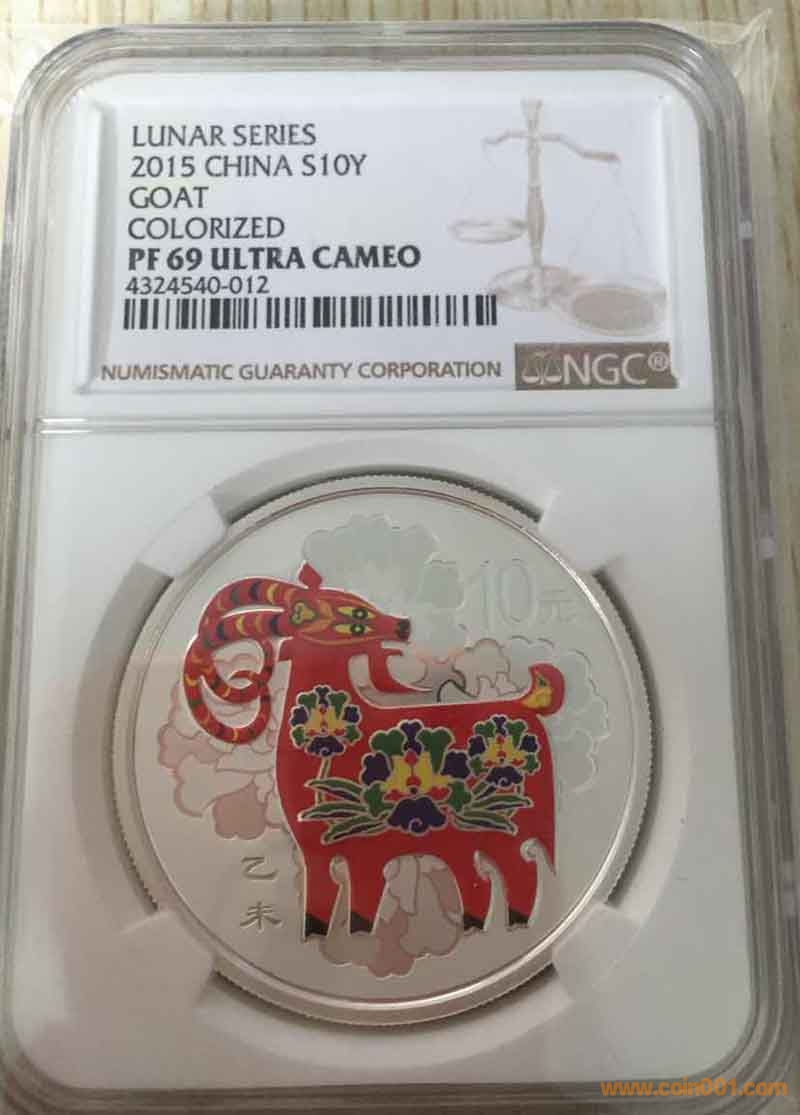 LUNAR SERIES
2015 CHINA S10Y
GOAT
COLORIZED
PF 69 ULTRA CAMEO
4324540-012
NUMISMATIC GUARANTY CORPORATION
NGC®
10元
乙
未
www.coin001.com